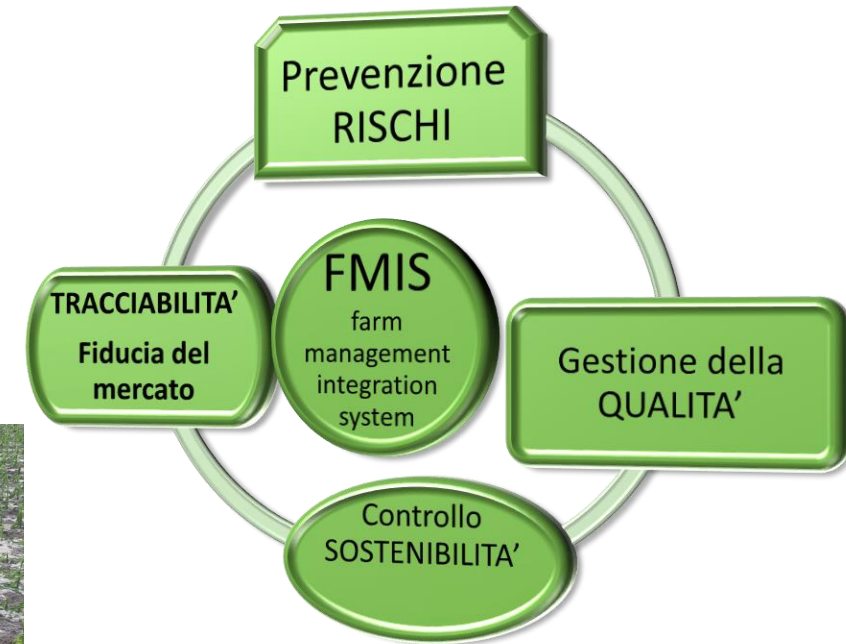 Prevenzione
RISCHI
TRACCIABILITA’
Fiducia del
mercato
FMIS
farm
management
integration
system
Gestione della
QUALITA’
Controllo
SOSTENIBILITA’